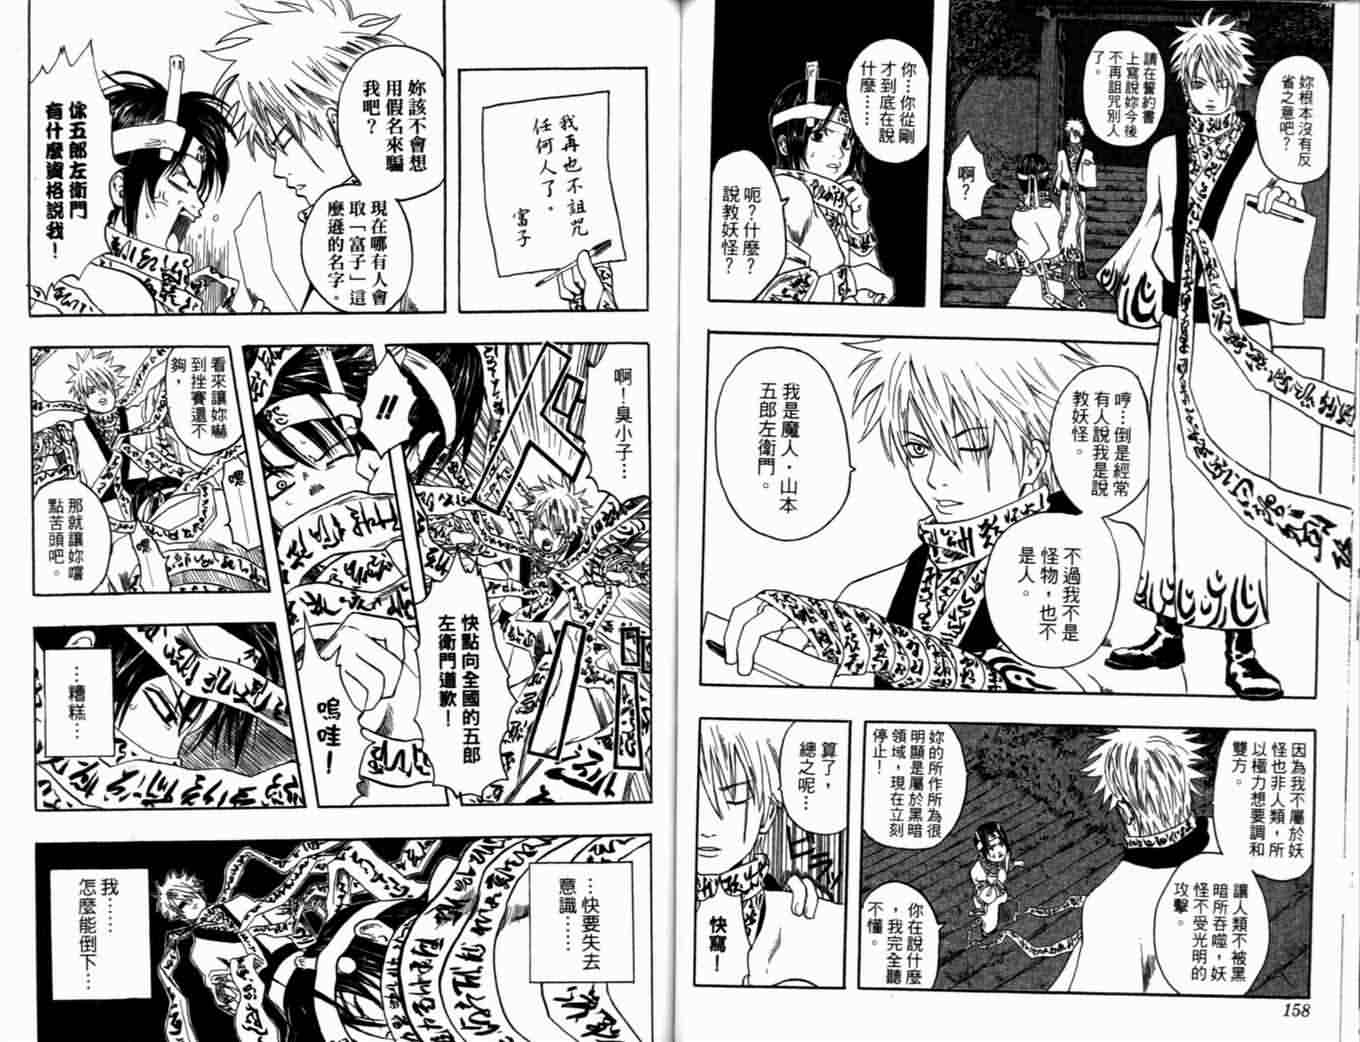 妳根本沒有反
省之意吧?
請在誓約書
上寫說妳今後
不再詛咒別人
了。
啊?
你…你從剛
才到底在說
什麼……
呃?什麼?
說教妖怪?
哼…倒是經常
有人說我是說
教妖怪。
我是魔人・山本
五郎左衛門。
不過我不是
怪物,也不
是人。
因為我不屬於妖
怪也非人類,所
以極力想要調和
雙方。
讓人類不被黑
暗所吞噬,妖
怪不受光明的
攻擊。
妳的所作所為很
明顯是屬於黑暗
領域,現在立刻
停止!
你在說什麼
,我完全聽
不懂。
算了,
總之呢…
快寫!
158
我再也不詛咒
任何人了。
富子
妳該不會想
用假名來騙
我吧?
現在哪有人會
取「富子」這
麼遜的名字。
你五郎左衛門
有什麼資格說我!
啊!臭小子…
快點向全國的五郎
左衛門道歉!
!!
嗚哇!
看來讓妳嚇
到挫賽還不
夠,
那就讓妳嚐
點苦頭吧。
…糟糕…
…快要失去
意識……
我……
怎麼能倒下…